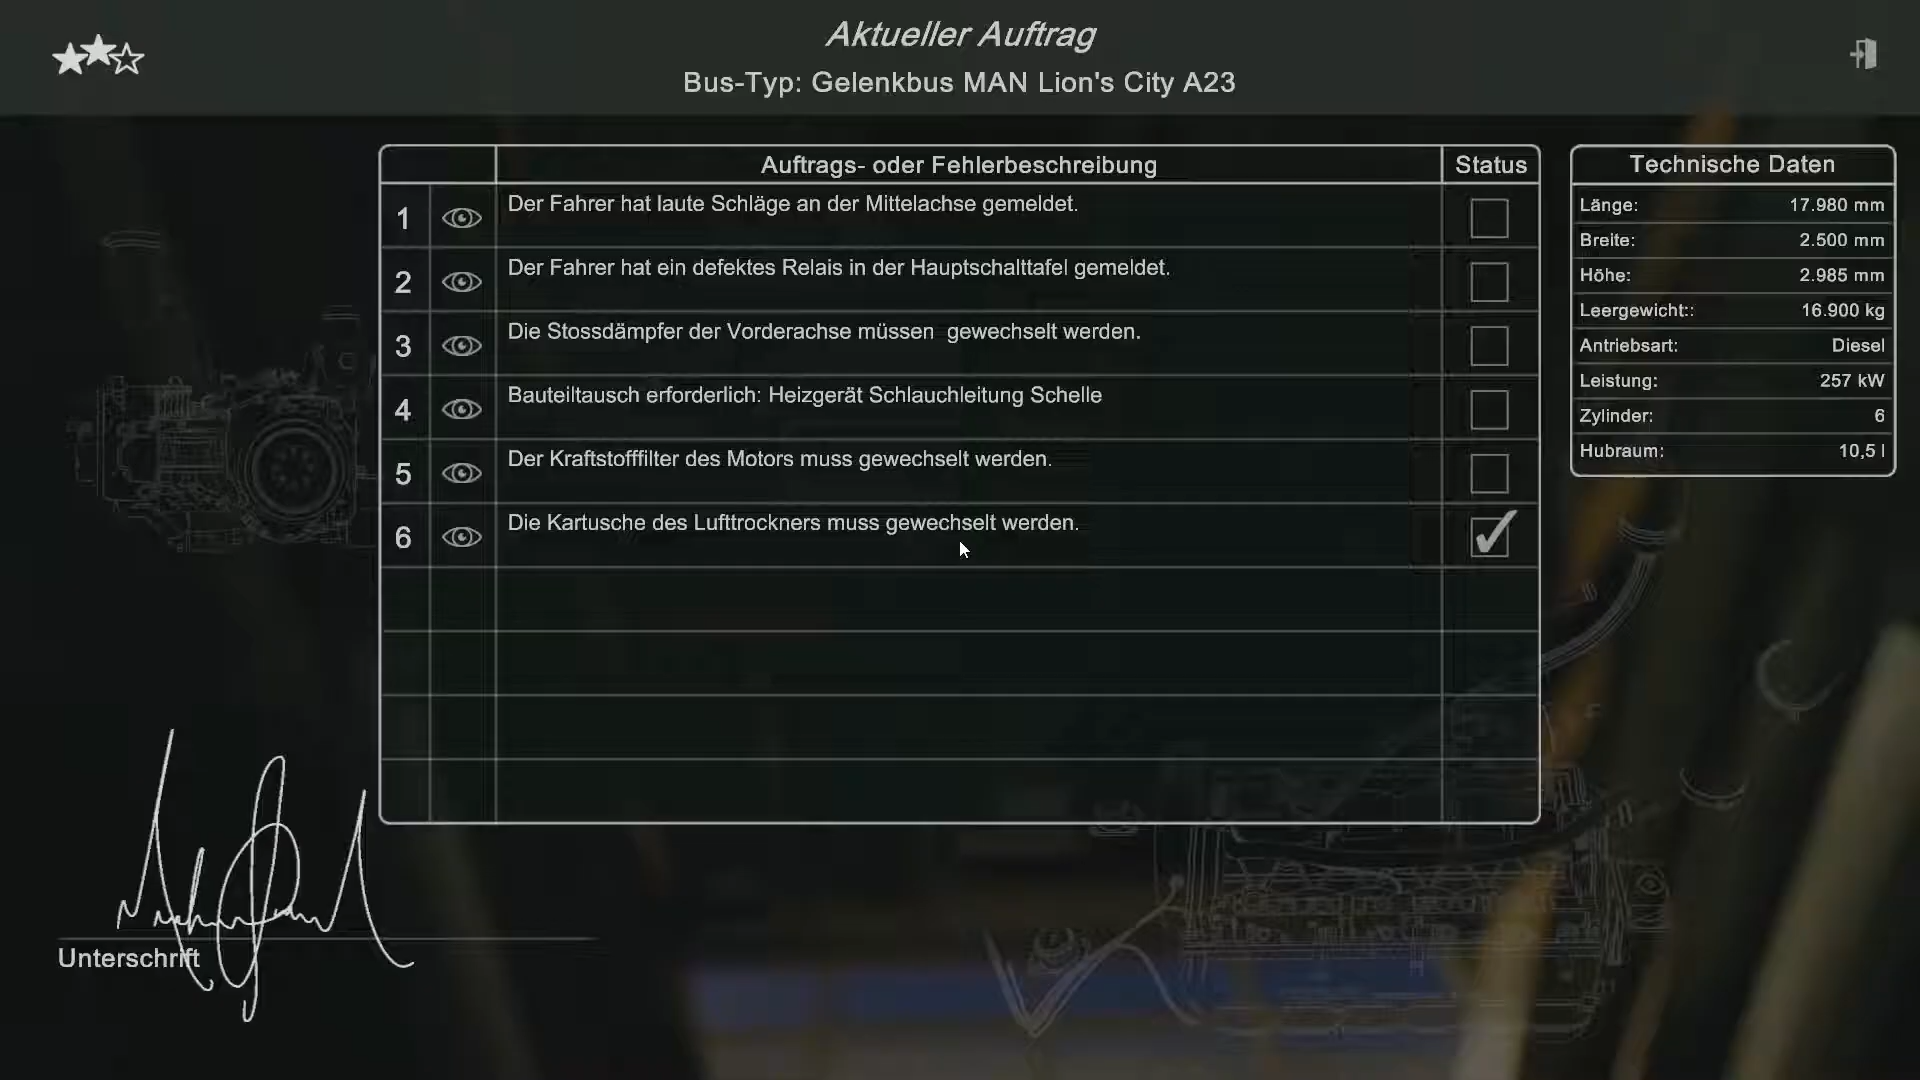 Aktueller Auftrag
Bus-Typ: Gelenkbus MAN Lion's City A23
Auftrags- oder Fehlerbeschreibung
Status
1 Der Fahrer hat laute Schläge an der Mittelachse gemeldet.
2 Der Fahrer hat ein defektes Relais in der Hauptschalttafel gemeldet.
3 Die Stossdämpfer der Vorderachse müssen  gewechselt werden.
4 Bauteiltausch erforderlich: Heizgerät Schlauchleitung Schelle
5 Der Kraftstofffilter des Motors muss gewechselt werden.
6 Die Kartusche des Lufttrockners muss gewechselt werden.
Technische Daten
Länge: 17.980 mm
Breite: 2.500 mm
Höhe: 2.985 mm
Leergewicht:: 16.900 kg
Antriebsart: Diesel
Leistung: 257 kW
Zylinder: 6
Hubraum: 10,5 l
Unterschrift